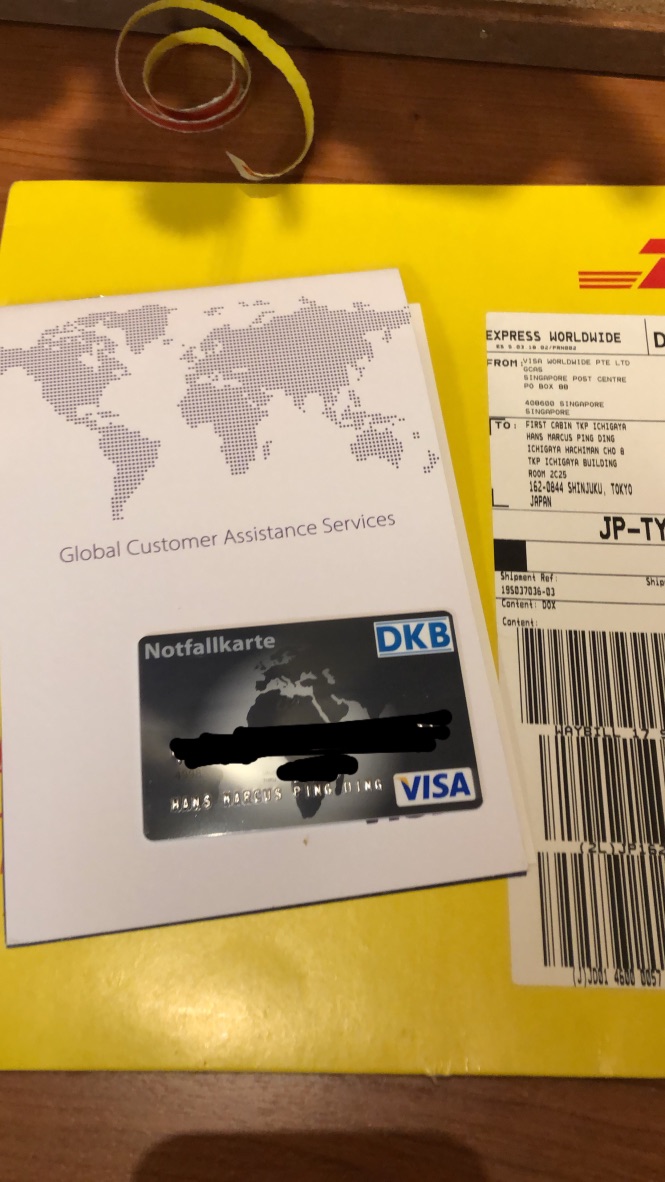 EXPRESS WORLDWIDE
FROM: VISA WORLDWIDE PTE LTD
GCAS
SINGAPORE POST CENTRE
PO BOX 88
408600 SINGAPORE
SINGAPORE
TO: FIRST CABIN TKP ICHIGAYA
HANS MARCUS PING DING
ICHIGAYA HACHIMAN CHO 8
TKP ICHIGAYA BUILDING
ROOM 2C25
162-0844 SHINJUKU, TOKYO
JAPAN
JP-TY
Shipment Ref:
Ship
195037036-03
Content: DOX
Content:
WAYBILL 17
(2L)JP162
(J)JD01 4600 0057
Global Customer Assistance Services
Notfallkarte
DKB
HANS MARCUS PING DING
VISA